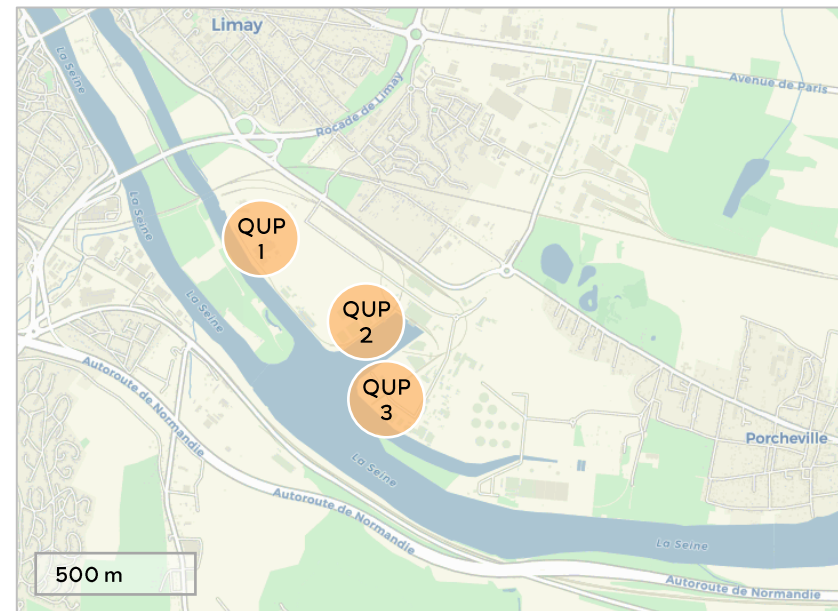 Limay
La Seine
Rocade de Limay
Avenue de Paris
La Seine
QUP
1
La Seine
QUP
2
QUP
3
Autoroute de Normandie
Porcheville
La Seine
Autoroute de Normandie
La Seine
500 m
Autoroute de Normandie